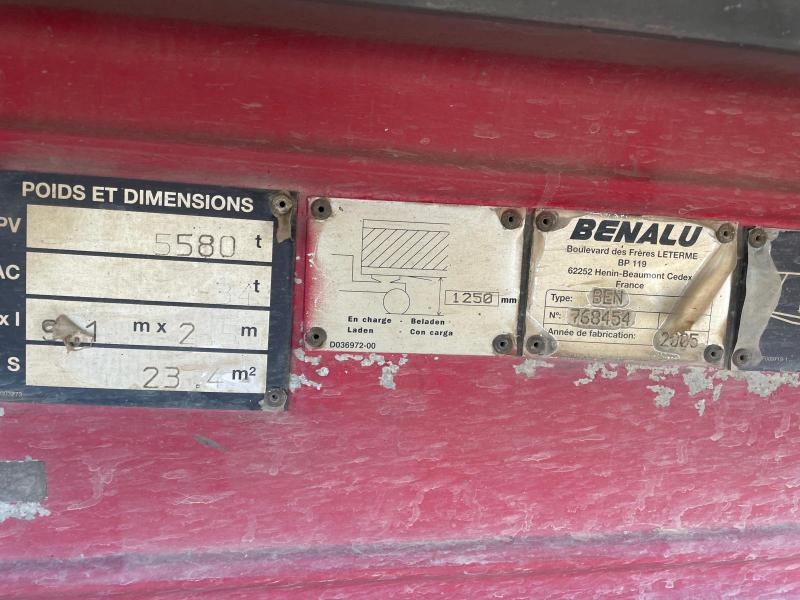 POIDS ET DIMENSIONS
PV 5580 t
AC t
x l m x 2 m
S 23.4 m²
1250 mm
En charge - Beladen
Laden - Con carga
D036972-00
BENALU
Boulevard des Frères LETERME
BP 119
62252 Henin-Beaumont Cedex
France
Type: BEN
N°: 768454
Année de fabrication: 2005